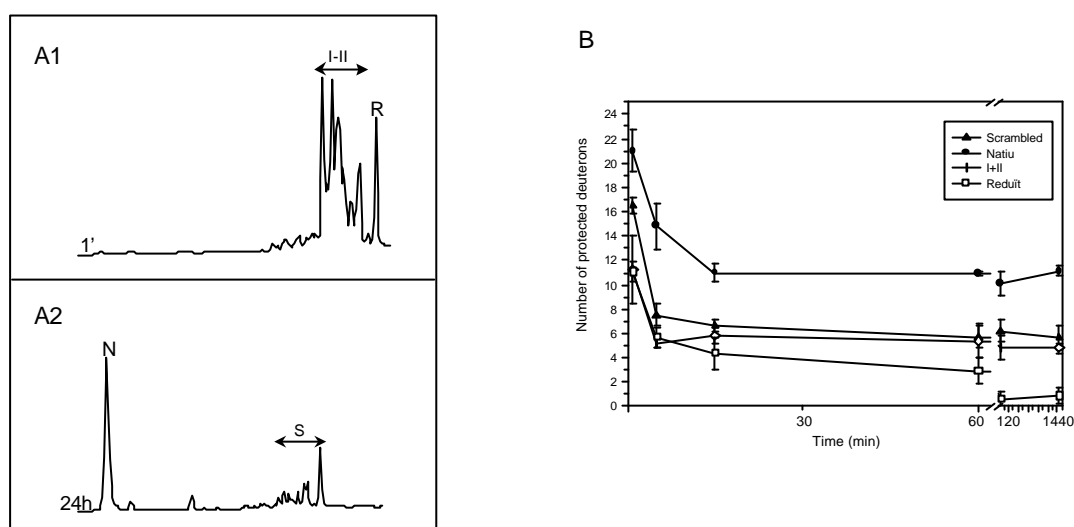 A1
I-II
R
1'
A2
N
S
24h
B
Number of protected deuterons
24
22
20
18
16
14
12
10
8
6
4
2
0
Scrambled
Natiu
I+II
Reduït
30
60
120
1440
Time (min)